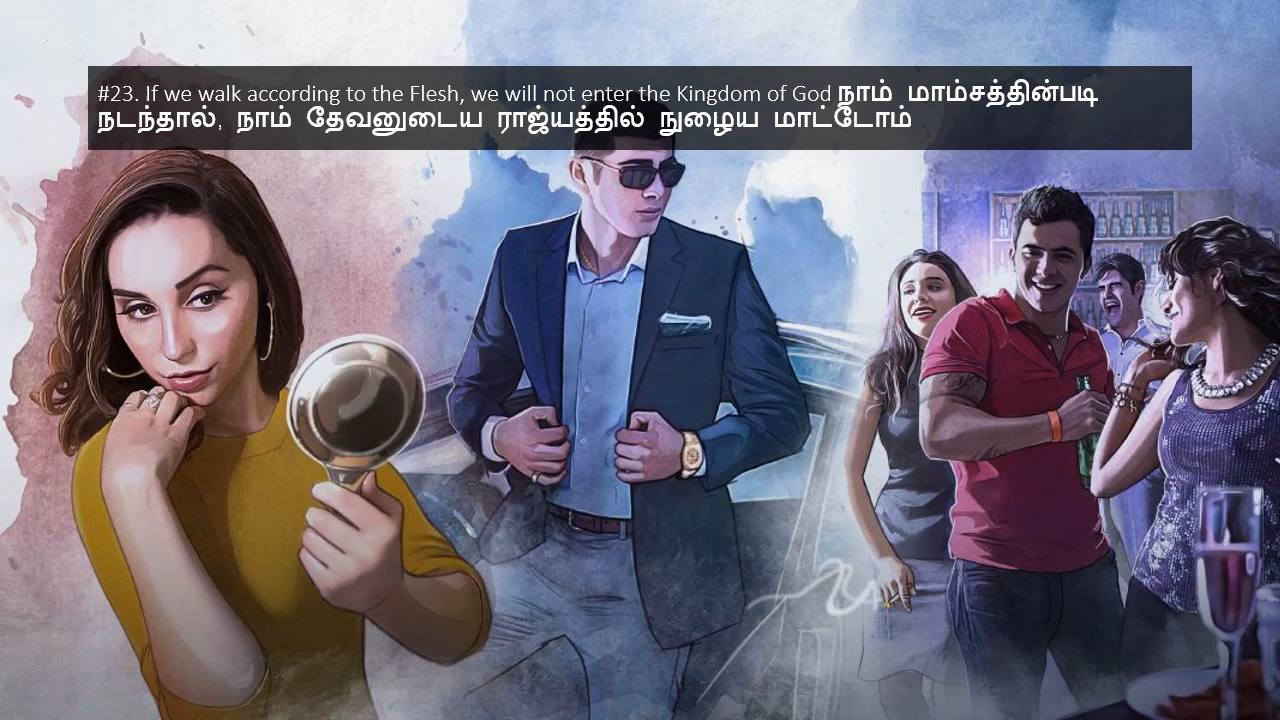 #23. If we walk according to the Flesh, we will not enter the Kingdom of God நாம் மாம்சத்தின்படி
நடந்தால், நாம் தேவனுடைய ராஜ்யத்தில் நுழைய மாட்டோம்